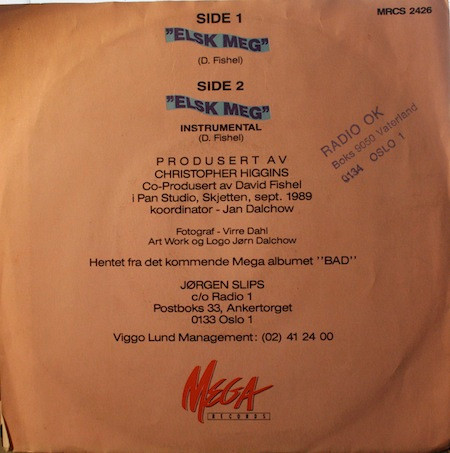 SIDE 1
MRCS 2426
"ELSK MEG"
(D. Fishel)
SIDE 2
"ELSK MEG"
INSTRUMENTAL
(D. Fishel)
RADIO OK
Boks 9050 Vaterland
0134 OSLO 1
PRODUSERT AV
CHRISTOPHER HIGGINS
Co-Produsert av David Fishel
i Pan Studio, Skjetten, sept. 1989
koordinator - Jan Dalchow
Fotograf - Virre Dahl
Art Work og Logo Jørn Dalchow
Hentet fra det kommende Mega albumet ''BAD''
JØRGEN SLIPS
c/o Radio 1
Postboks 33, Ankertorget
0133 Oslo 1
Viggo Lund Management: (02) 41 24 00
MEGA
RECORDS